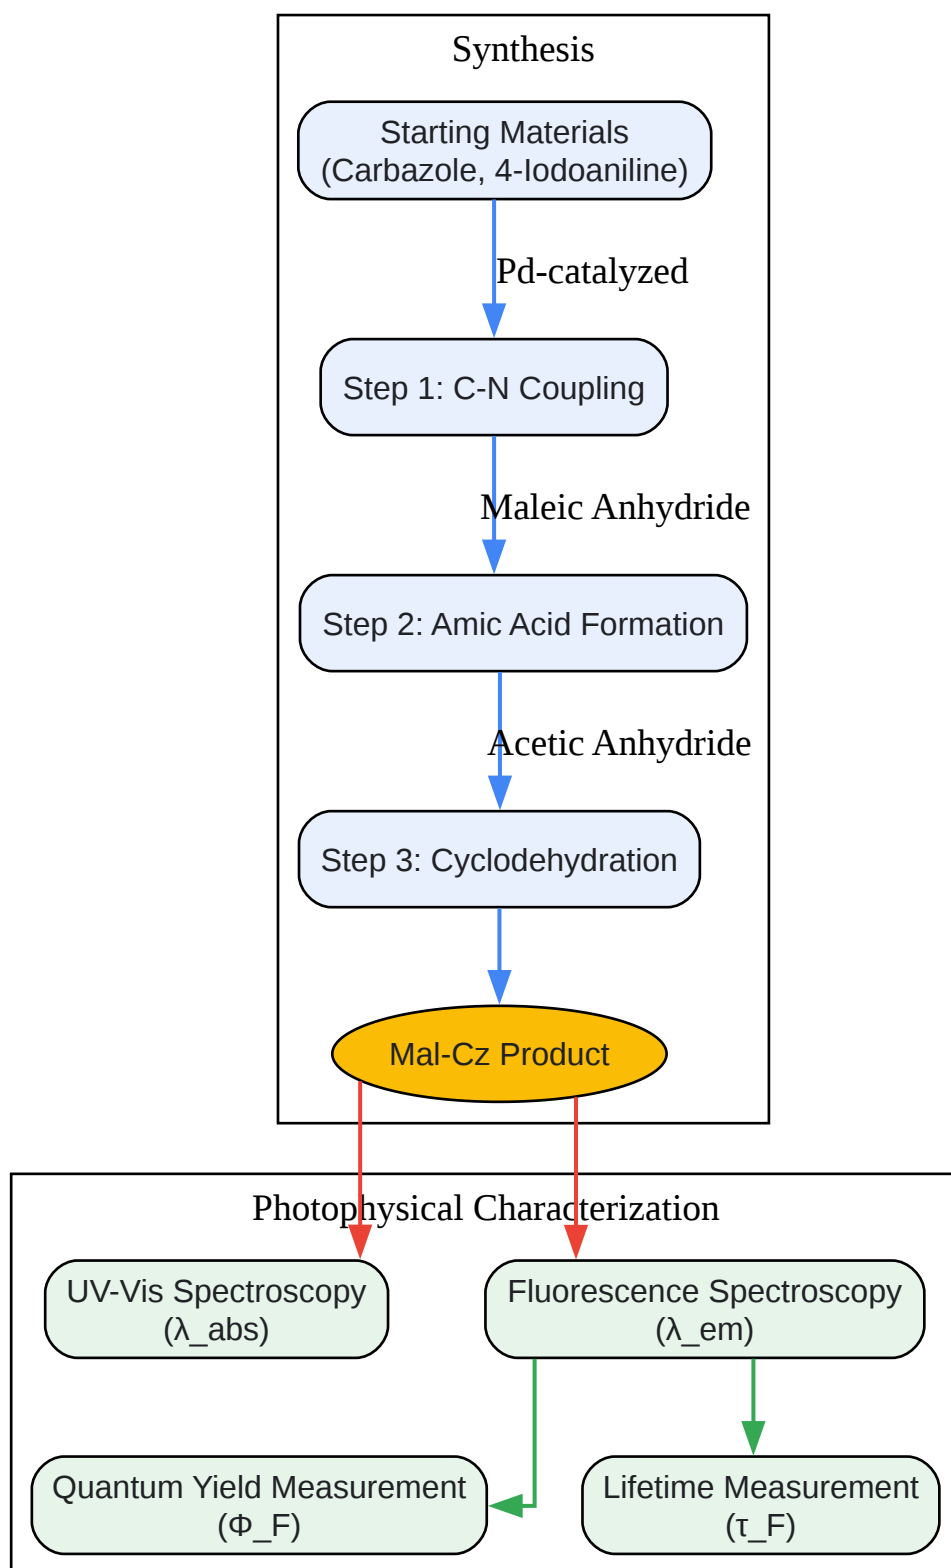 Synthesis
Starting Materials
(Carbazole, 4-Iodoaniline)
Pd-catalyzed
Step 1: C-N Coupling
Maleic Anhydride
Step 2: Amic Acid Formation
Acetic Anhydride
Step 3: Cyclodehydration
Mal-Cz Product
Photophysical Characterization
UV-Vis Spectroscopy
(λ_abs)
Fluorescence Spectroscopy
(λ_em)
Quantum Yield Measurement
(Φ_F)
Lifetime Measurement
(τ_F)